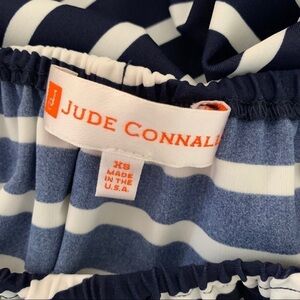 J
JUDE CONNALL
XS
MADE
IN THE
U.S.A.